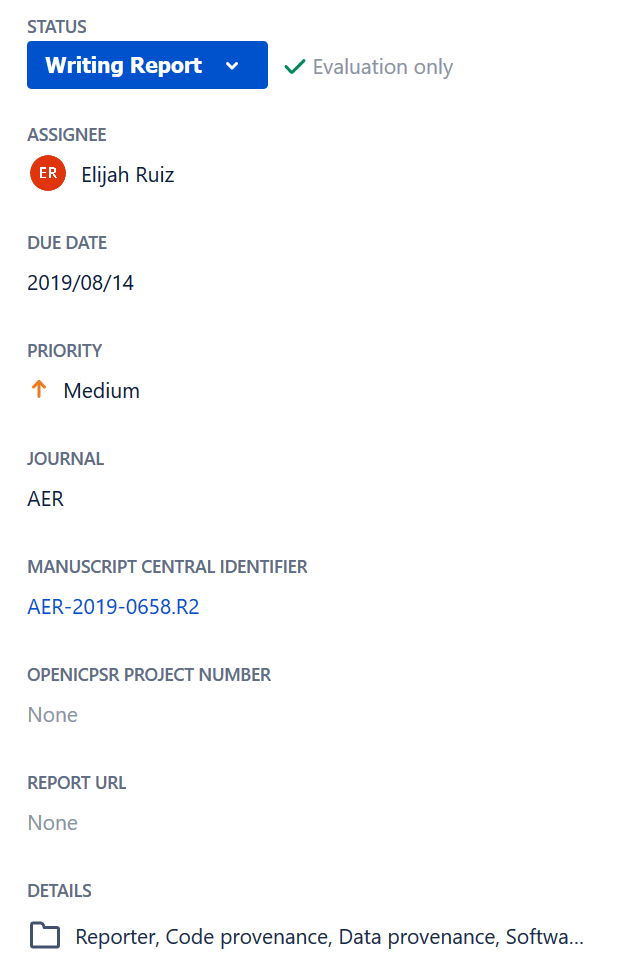 STATUS
Writing Report Evaluation only
ASSIGNEE
ER Elijah Ruiz
DUE DATE
2019/08/14
PRIORITY
Medium
JOURNAL
AER
MANUSCRIPT CENTRAL IDENTIFIER
AER-2019-0658.R2
OPENICPSR PROJECT NUMBER
None
REPORT URL
None
DETAILS
Reporter, Code provenance, Data provenance, Softwa...